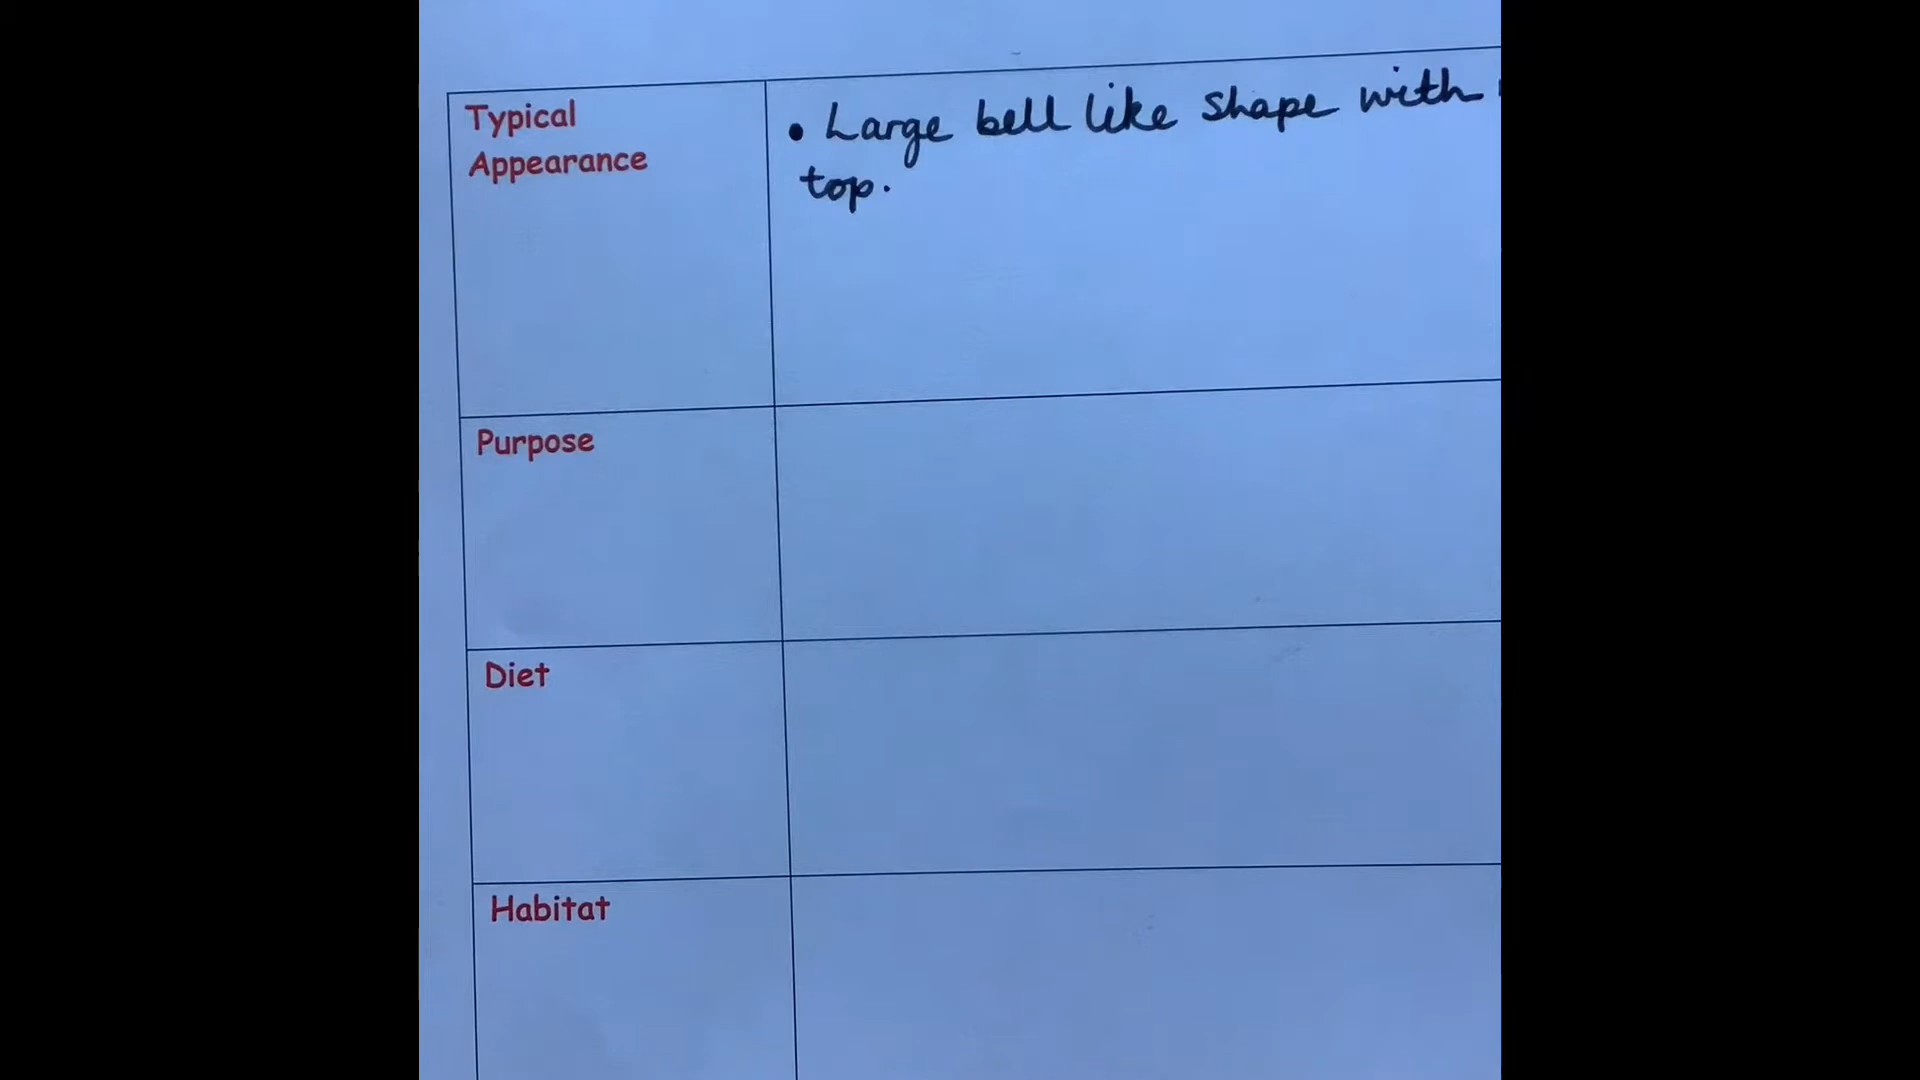 Typical
Appearance
• Large bell like shape with
top.
Purpose
Diet
Habitat